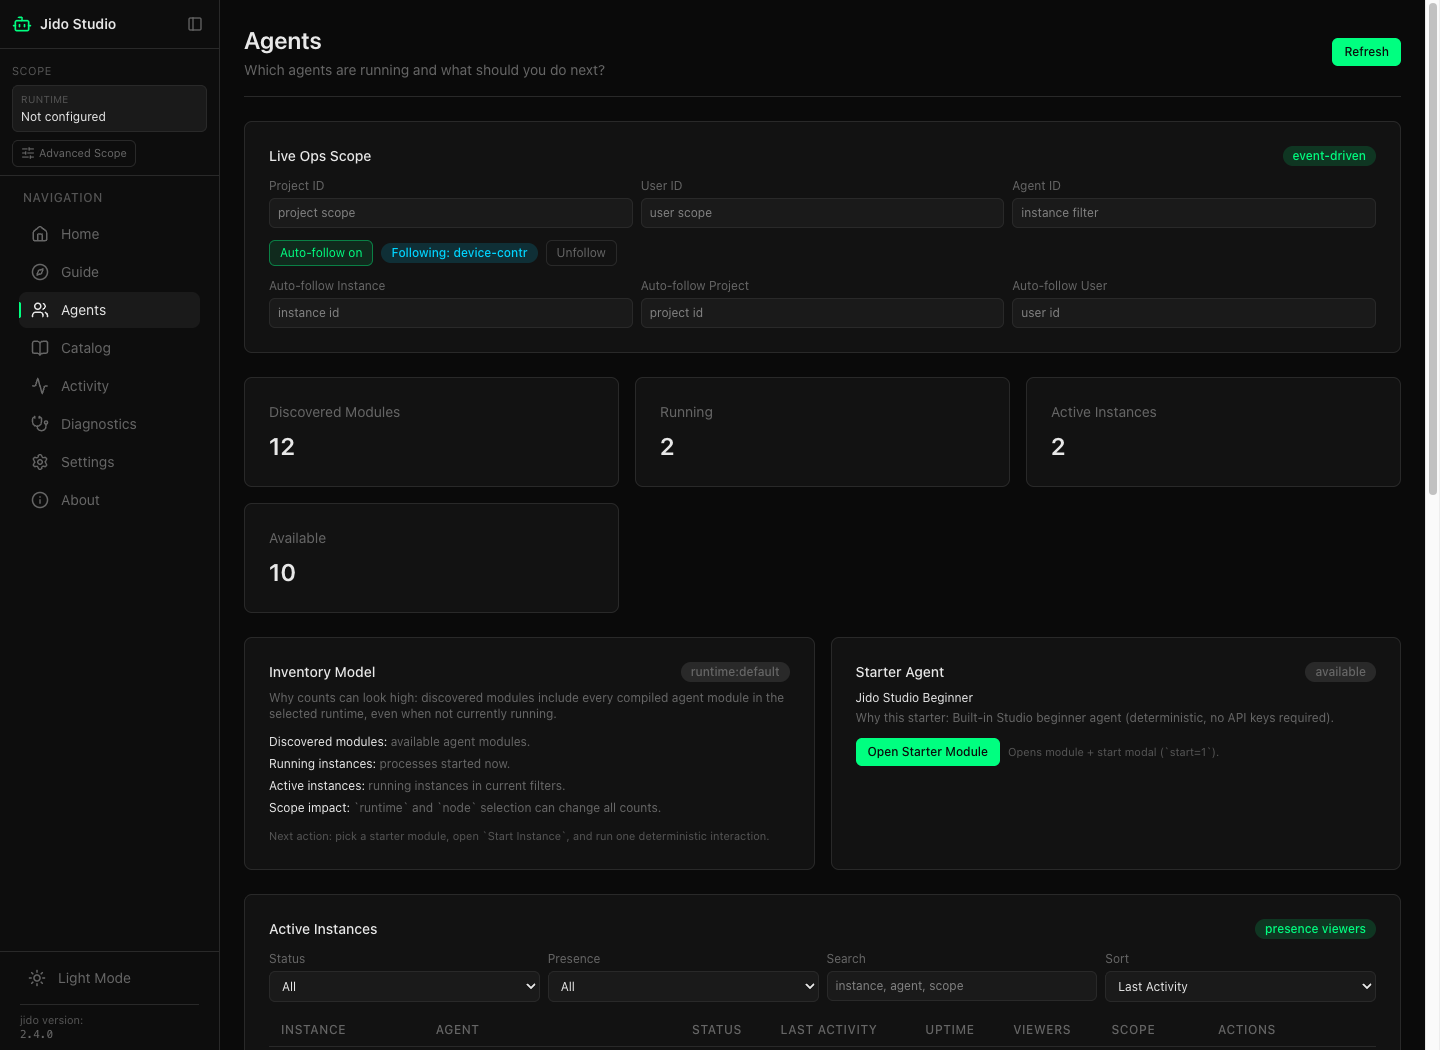 Jido Studio
SCOPE
RUNTIME
Not configured
Advanced Scope
NAVIGATION
Home
Guide
Agents
Catalog
Activity
Diagnostics
Settings
About
Light Mode
jido version:
2.4.0
Agents
Which agents are running and what should you do next?
Refresh
Live Ops Scope
event-driven
Project ID
User ID
Agent ID
project scope
user scope
instance filter
Auto-follow on
Following: device-contr
Unfollow
Auto-follow Instance
Auto-follow Project
Auto-follow User
instance id
project id
user id
Discovered Modules
12
Running
2
Active Instances
2
Available
10
Inventory Model
runtime:default
Why counts can look high: discovered modules include every compiled agent module in the
selected runtime, even when not currently running.
Discovered modules: available agent modules.
Running instances: processes started now.
Active instances: running instances in current filters.
Scope impact: `runtime` and `node` selection can change all counts.
Next action: pick a starter module, open `Start Instance`, and run one deterministic interaction.
Starter Agent
available
Jido Studio Beginner
Why this starter: Built-in Studio beginner agent (deterministic, no API keys required).
Open Starter Module
Opens module + start modal (`start=1`).
Active Instances
presence viewers
Status
Presence
Search
Sort
All
All
instance, agent, scope
Last Activity
INSTANCE AGENT STATUS LAST ACTIVITY UPTIME VIEWERS SCOPE ACTIONS